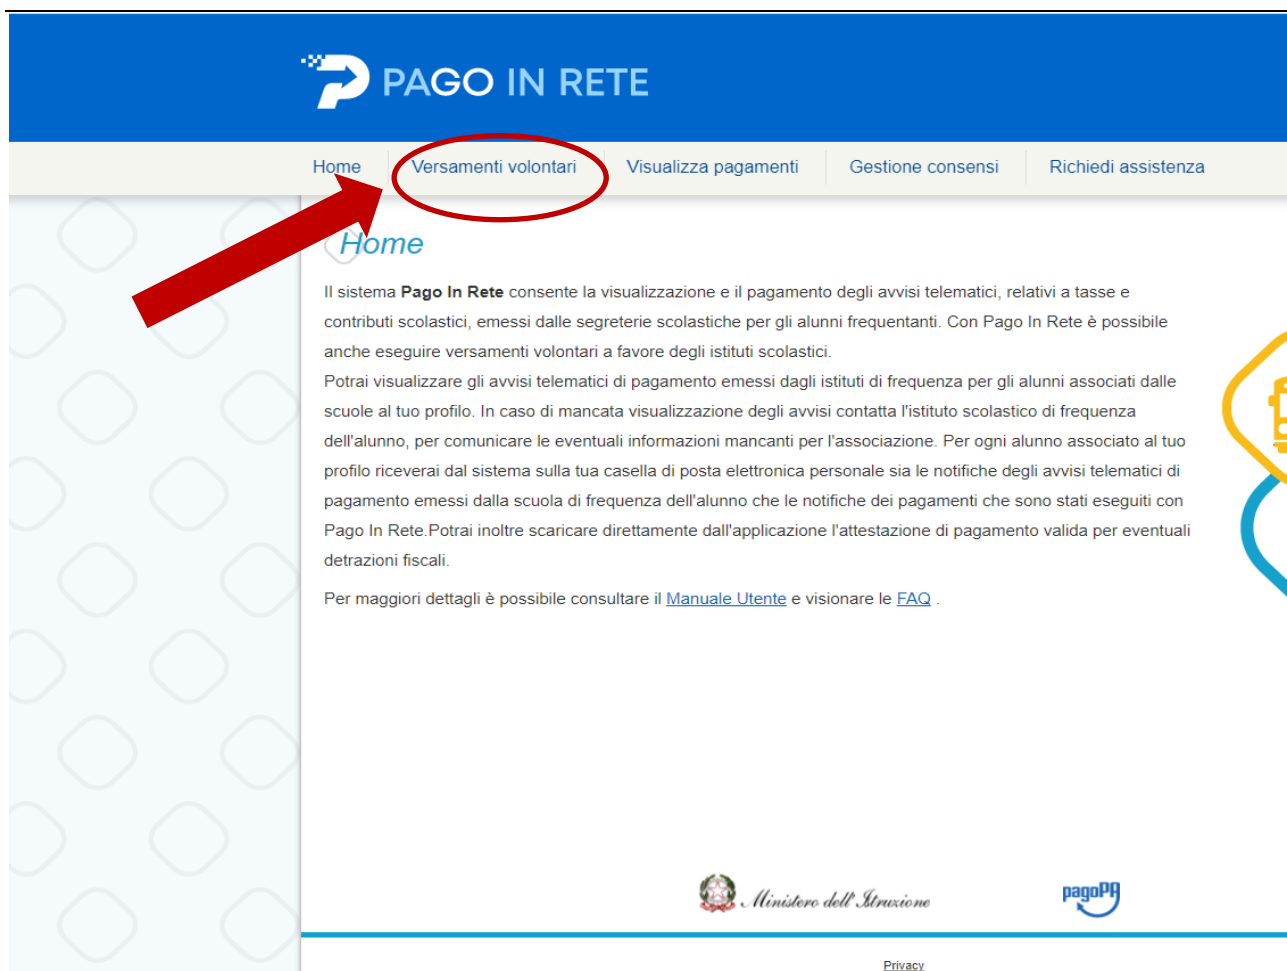 PAGO IN RETE
Home Versamenti volontari Visualizza pagamenti Gestione consensi Richiedi assistenza
Home
Il sistema Pago In Rete consente la visualizzazione e il pagamento degli avvisi telematici, relativi a tasse e
contributi scolastici, emessi dalle segreterie scolastiche per gli alunni frequentanti. Con Pago In Rete è possibile
anche eseguire versamenti volontari a favore degli istituti scolastici.
Potrai visualizzare gli avvisi telematici di pagamento emessi dagli istituti di frequenza per gli alunni associati dalle
scuole al tuo profilo. In caso di mancata visualizzazione degli avvisi contatta l'istituto scolastico di frequenza
dell'alunno, per comunicare le eventuali informazioni mancanti per l'associazione. Per ogni alunno associato al tuo
profilo riceverai dal sistema sulla tua casella di posta elettronica personale sia le notifiche degli avvisi telematici di
pagamento emessi dalla scuola di frequenza dell'alunno che le notifiche dei pagamenti che sono stati eseguiti con
Pago In Rete.Potrai inoltre scaricare direttamente dall'applicazione l'attestazione di pagamento valida per eventuali
detrazioni fiscali.
Per maggiori dettagli è possibile consultare il Manuale Utente e visionare le FAQ .
Ministero dell'Istruzione
pagoPA
Privacy